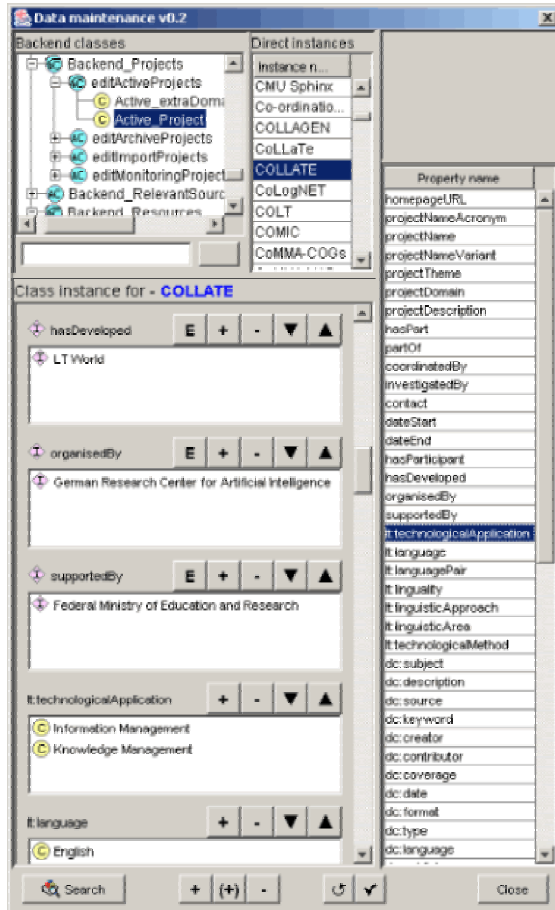 Data maintenance v0.2
Backend classes
Backend_Projects
editActiveProjects
Active_extraDoma
Active_Project
editArchiveProjects
editImportProjects
editMonitoringProject
Backend_RelevantSourc
Backend_Resources
Direct instances
Instance n...
CMU Sphinx
Co-ordinatio...
COLLAGEN
CoLLaTe
COLLATE
CoLogNET
COLT
COMIC
CoMMA-COGs
Class Instance for - COLLATE
hasDeveloped E + - ▼ ▲
LT World
organisedBy E + - ▼ ▲
German Research Center for Artificial Intelligence
supportedBy E + - ▼ ▲
Federal Ministry of Education and Research
lt:technologicalApplication + - ▼ ▲
C Information Management
C Knowledge Management
lt:language + - ▼ ▲
C English
Property name
homepageURL
projectNameAcronym
projectName
projectNameVariant
projectTheme
projectDomain
projectDescription
hasPart
partOf
coordinatedBy
investigatedBy
contact
dateStart
dateEnd
hasParticipant
hasDeveloped
organisedBy
supportedBy
lt:technologicalApplication
lt:language
lt:languagePair
lt:linguality
lt:linguisticApproach
lt:linguisticArea
lt:technologicalMethod
dc:subject
dc:description
dc:source
dc:keyword
dc:creator
dc:contributor
dc:coverage
dc:date
dc:format
dc:type
dc:language
Search + (+) - Close